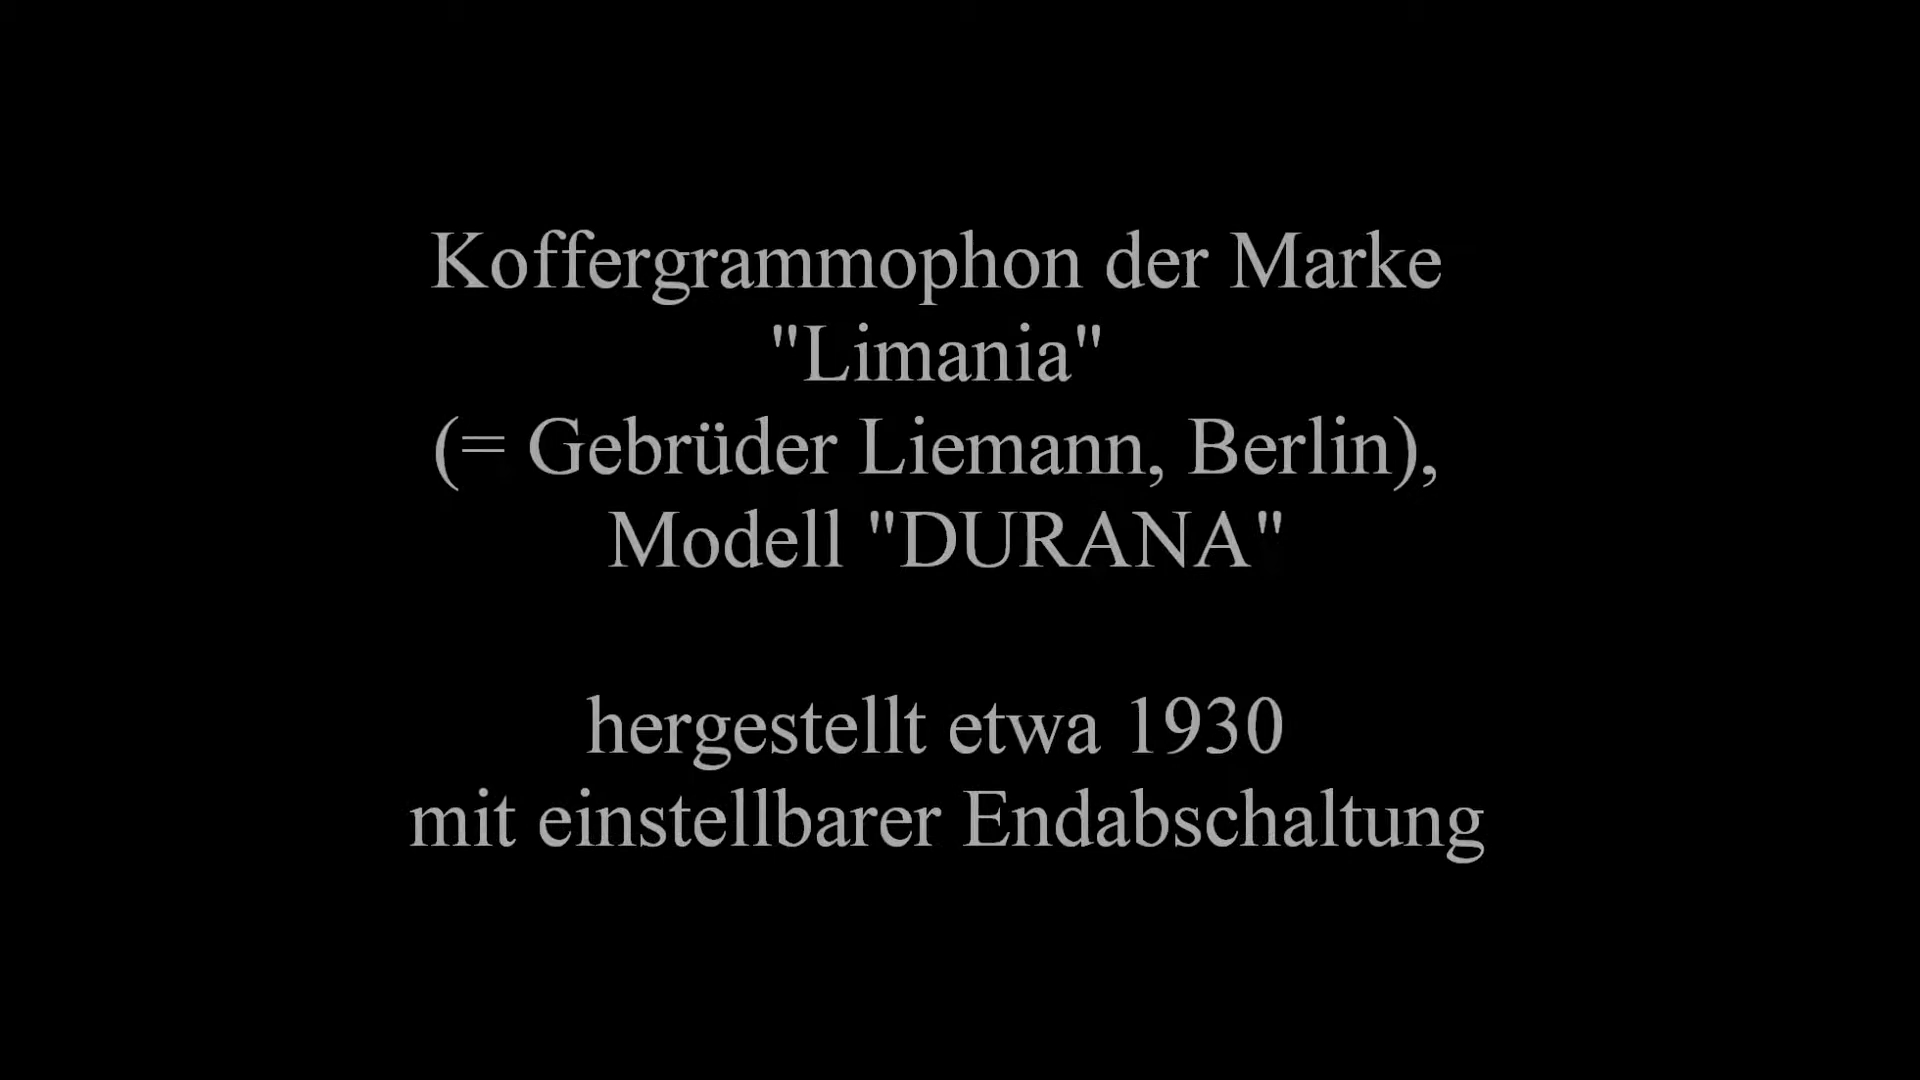 Koffergrammophon der Marke
"Limania"
(= Gebrüder Liemann, Berlin),
Modell "DURANA"
hergestellt etwa 1930
mit einstellbarer Endabschaltung